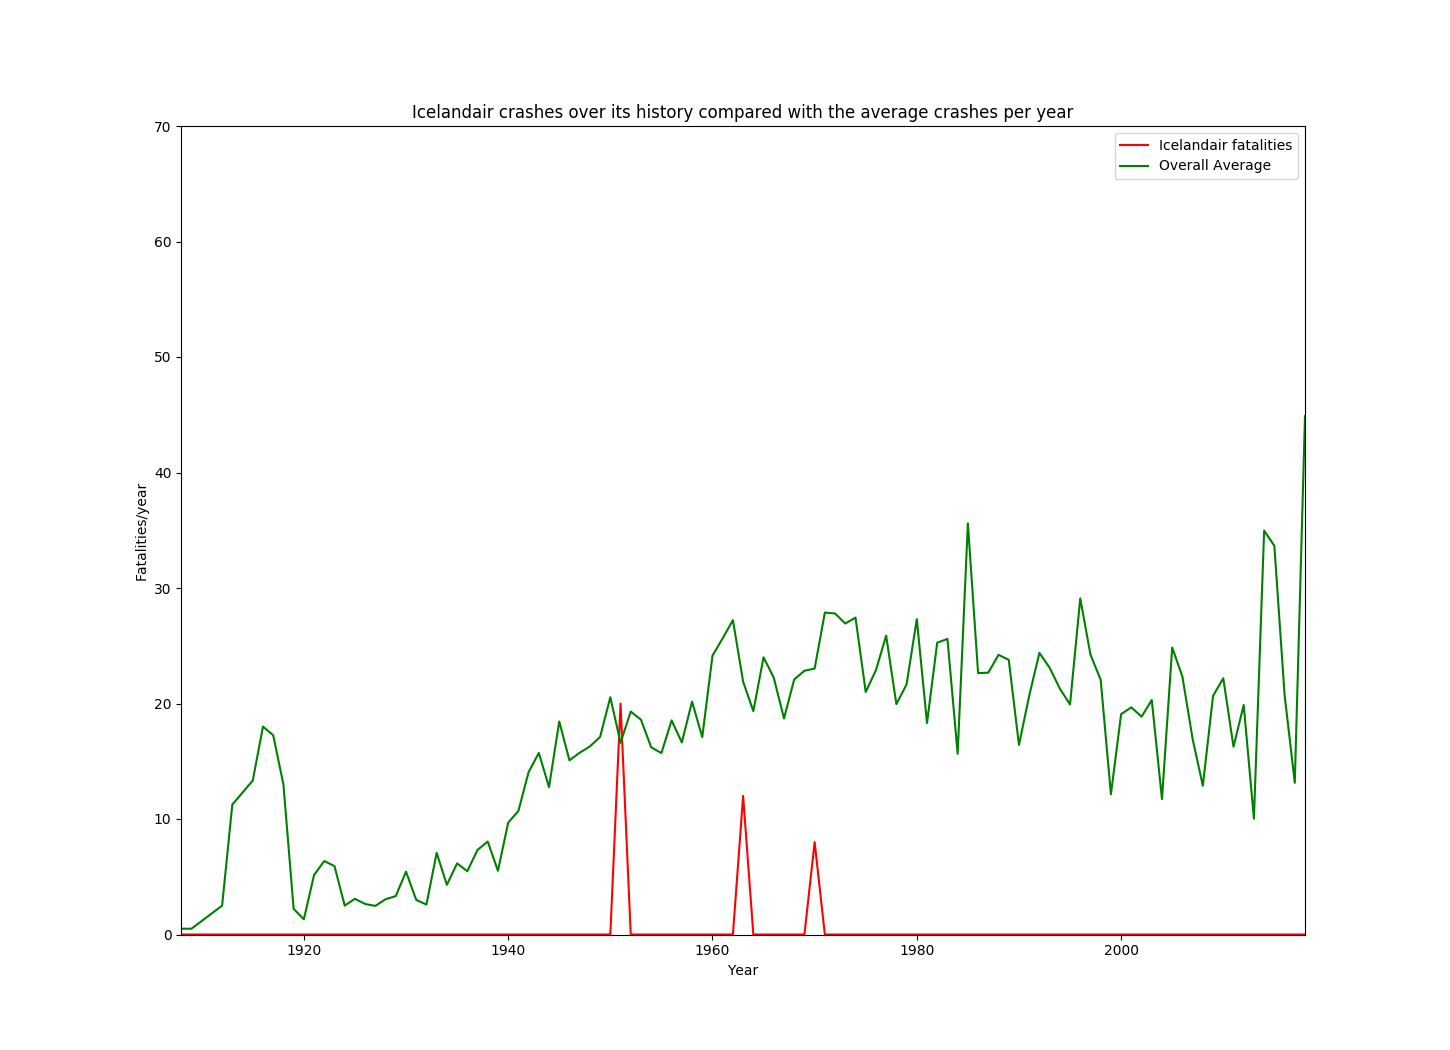 Icelandair crashes over its history compared with the average crashes per year
70
60
50
40
30
20
10
0
Fatalities/year
Icelandair fatalities
Overall Average
1920 1940 1960 1980 2000
Year